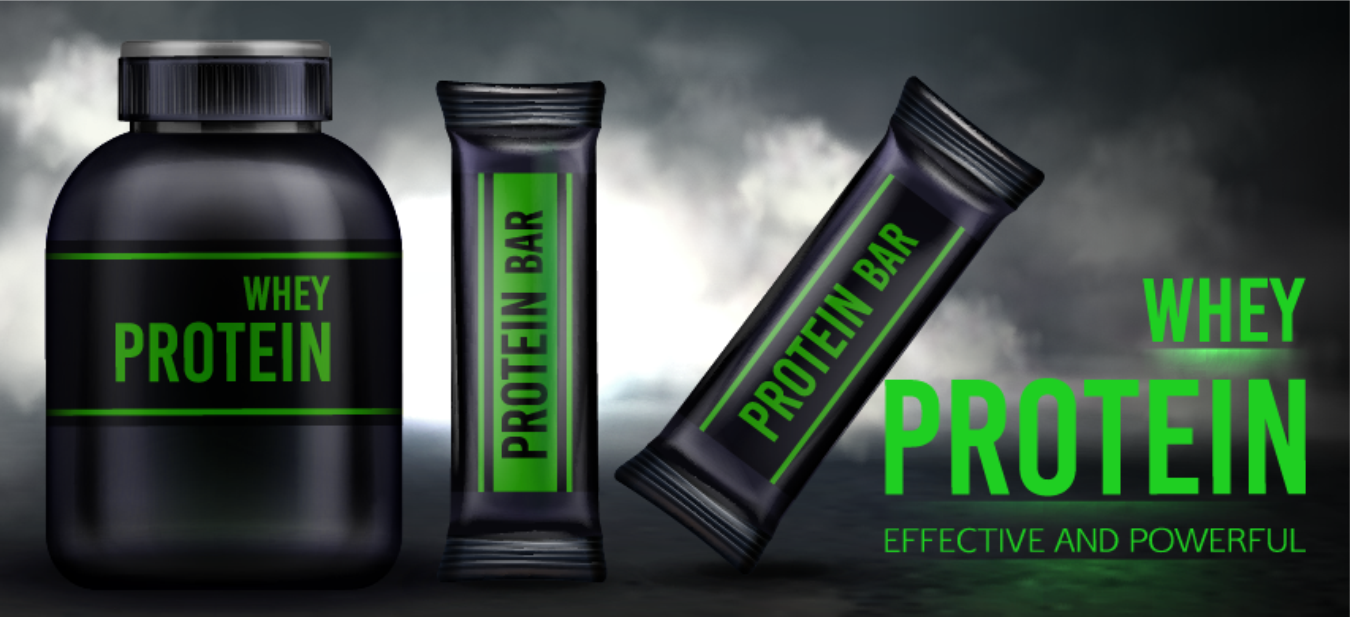 WHEY
PROTEIN
PROTEIN BAR
PROTEIN BAR
WHEY
PROTEIN
EFFECTIVE AND POWERFUL